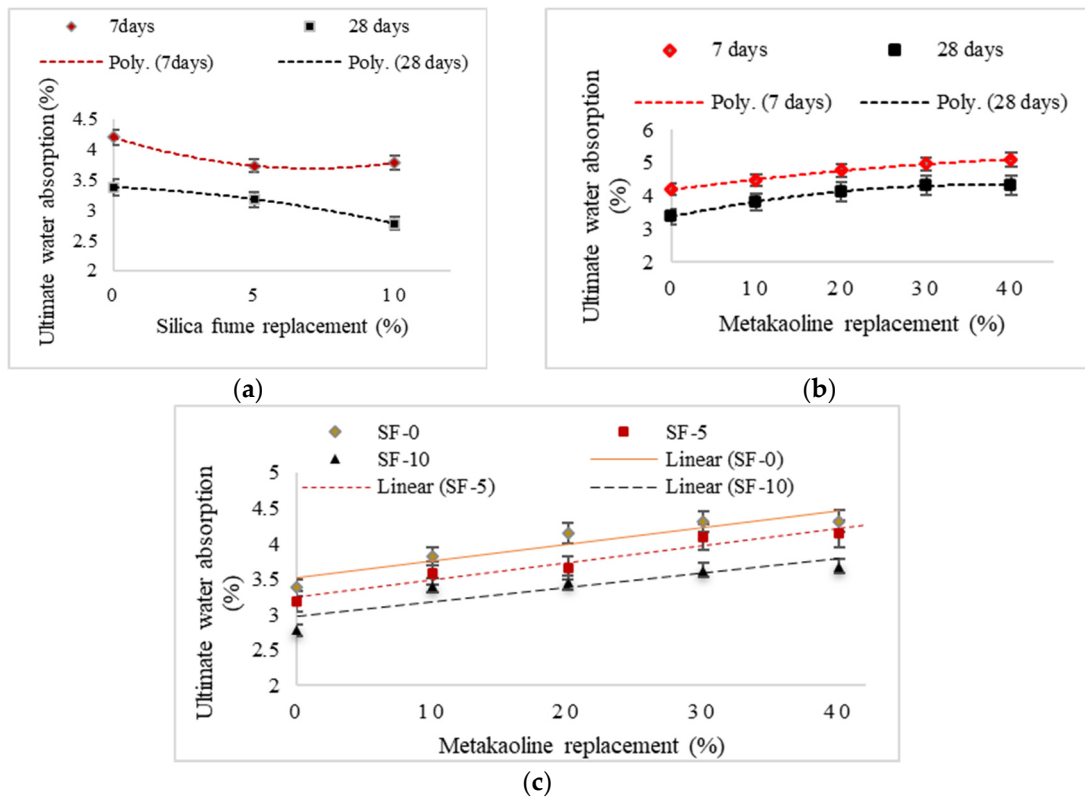 7days 28 days
Poly. (7days) Poly. (28 days)
Ultimate water absorption (%)
4.5
4
3.5
3
2.5
2
0 5 10
Silica fume replacement (%)
(a)
7 days 28 days
Poly. (7 days) Poly. (28 days)
Ultimate water absorption
(%)
6
5
4
3
2
0 10 20 30 40
Metakaoline replacement (%)
(b)
SF-0 SF-5
SF-10 Linear (SF-0)
Linear (SF-5) Linear (SF-10)
Ultimate water absorption
(%)
5
4.5
4
3.5
3
2.5
2
0 10 20 30 40
Metakaoline replacement (%)
(c)